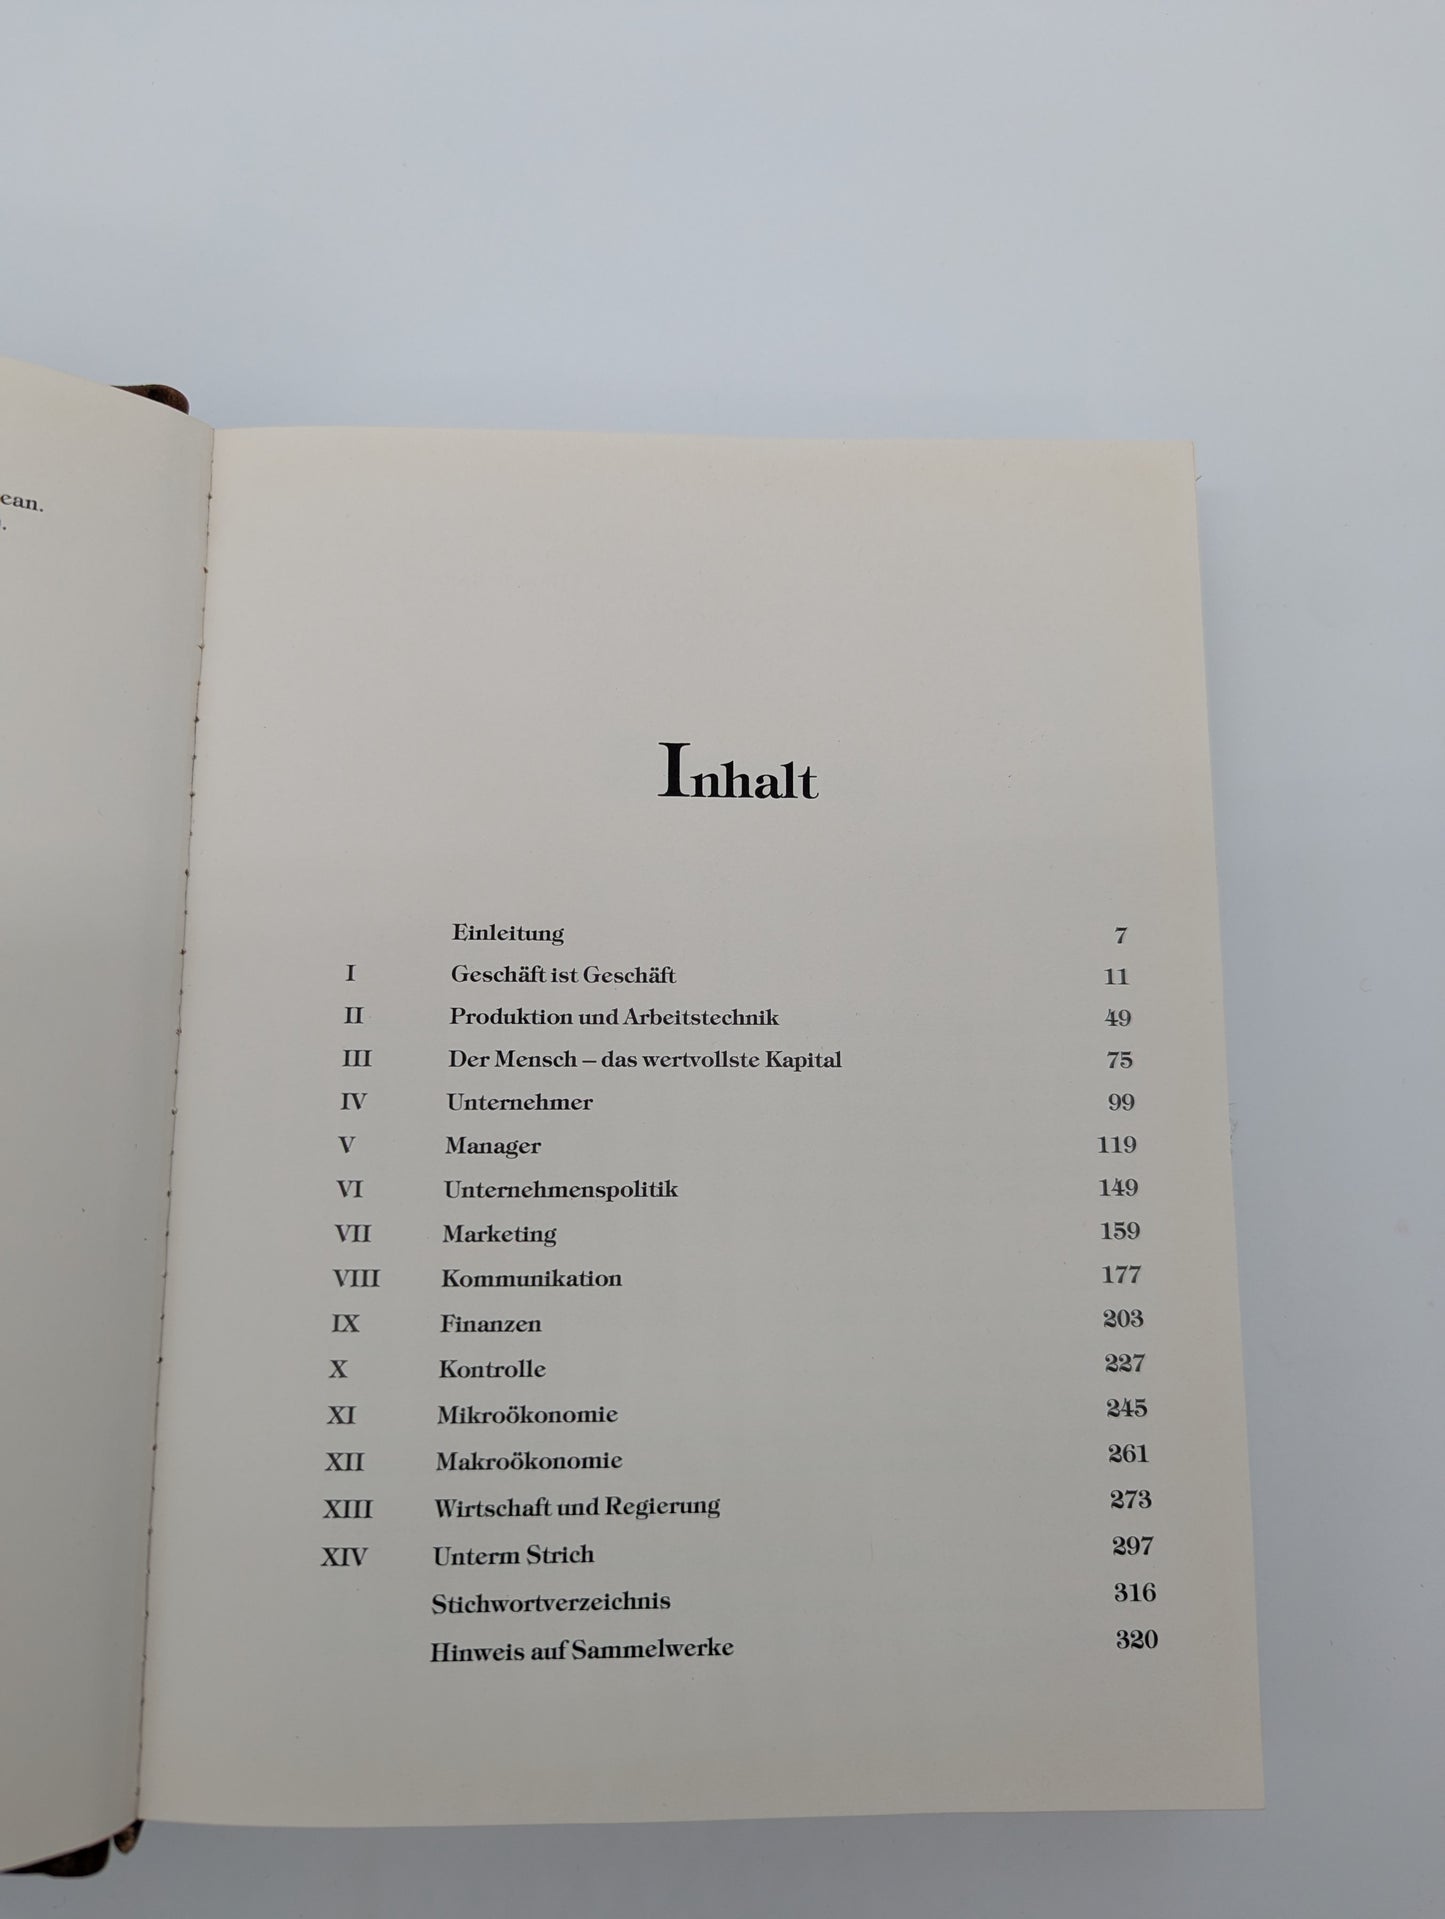 ean.
Inhalt
Einleitung 7
I Geschäft ist Geschäft 11
II Produktion und Arbeitstechnik 49
III Der Mensch – das wertvollste Kapital 75
IV Unternehmer 99
V Manager 119
VI Unternehmenspolitik 149
VII Marketing 159
VIII Kommunikation 177
IX Finanzen 203
X Kontrolle 227
XI Mikroökonomie 245
XII Makroökonomie 261
XIII Wirtschaft und Regierung 273
XIV Unterm Strich 297
Stichwortverzeichnis 316
Hinweis auf Sammelwerke 320